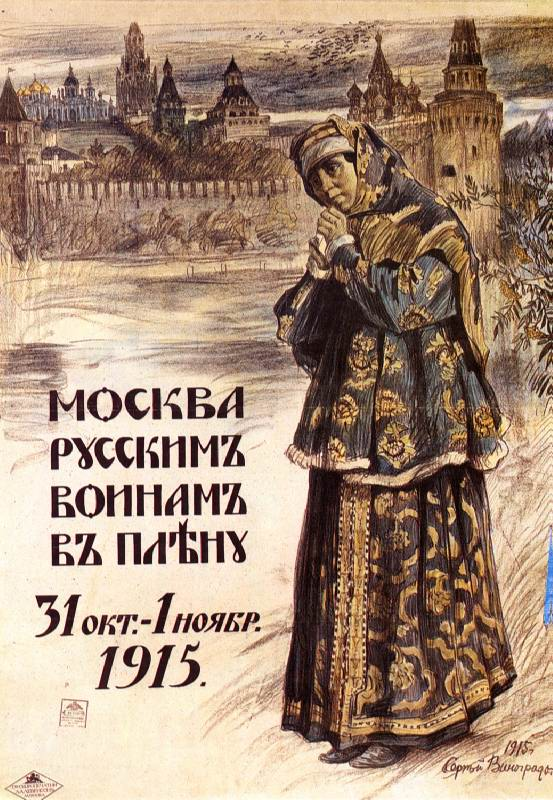 МОСКВА
РУССКИМЪ
ВОИНАМЪ
ВЪ ПЛѢНУ
31 ОКТ.-1 НОЯБР.
1915.
1915 г.
Сергѣй Виноградовъ